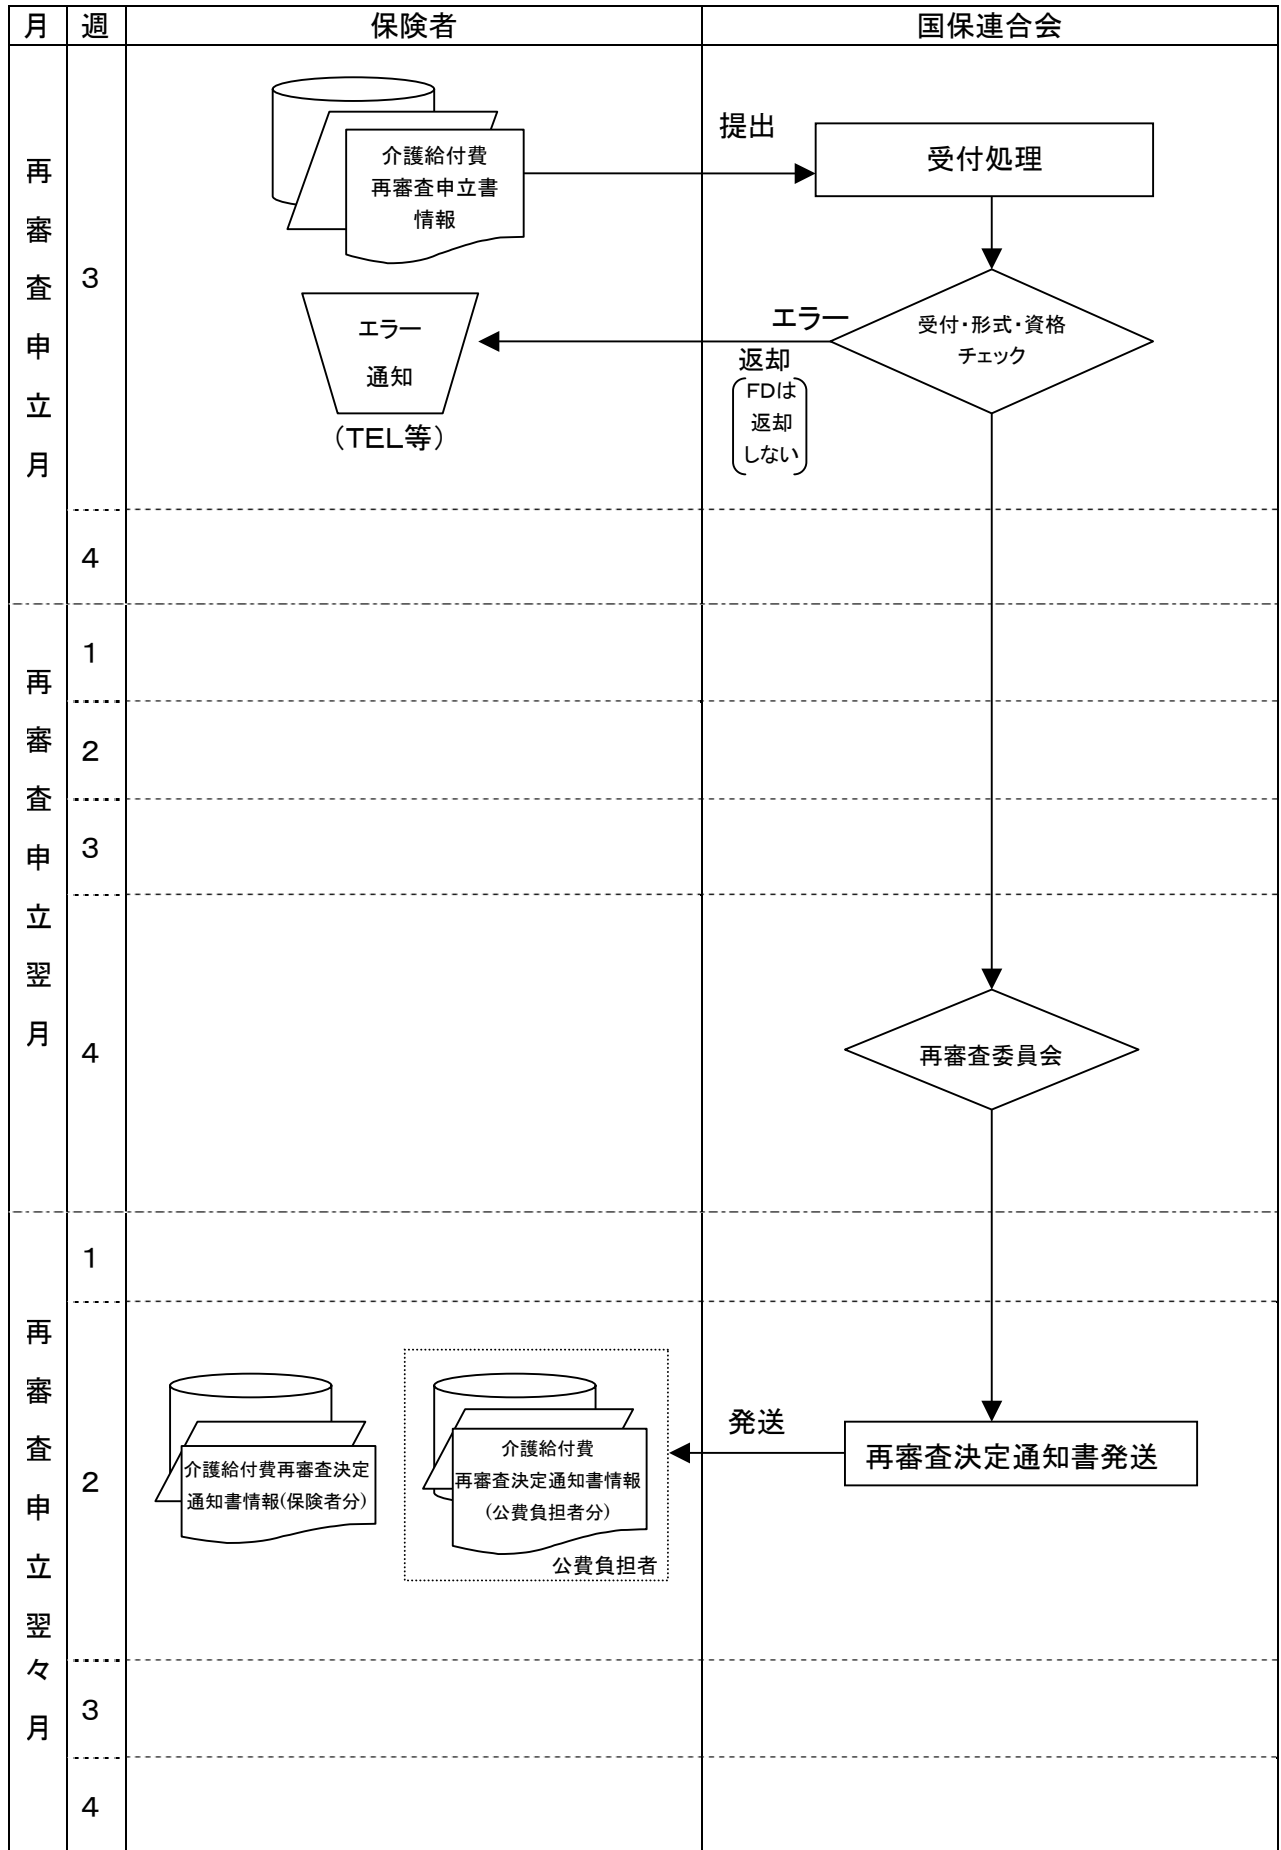 月 週 保険者 国保連合会
再審査申立月
3
介護給付費
再審査申立書
情報
提出
受付処理
受付・形式・資格
チェック
エラー
返却
FDは
返却
しない
エラー
通知
(TEL等)
4
再審査申立翌月
1
2
3
4
再審査委員会
再審査申立翌々月
1
2
介護給付費再審査決定
通知書情報(保険者分)
介護給付費
再審査決定通知書情報
(公費負担者分)
公費負担者
発送
再審査決定通知書発送
3
4